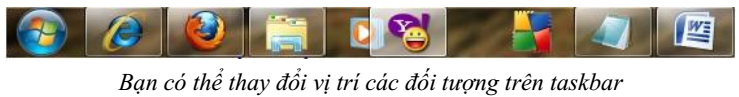 Bạn có thể thay đổi vị trí các đối tượng trên taskbar